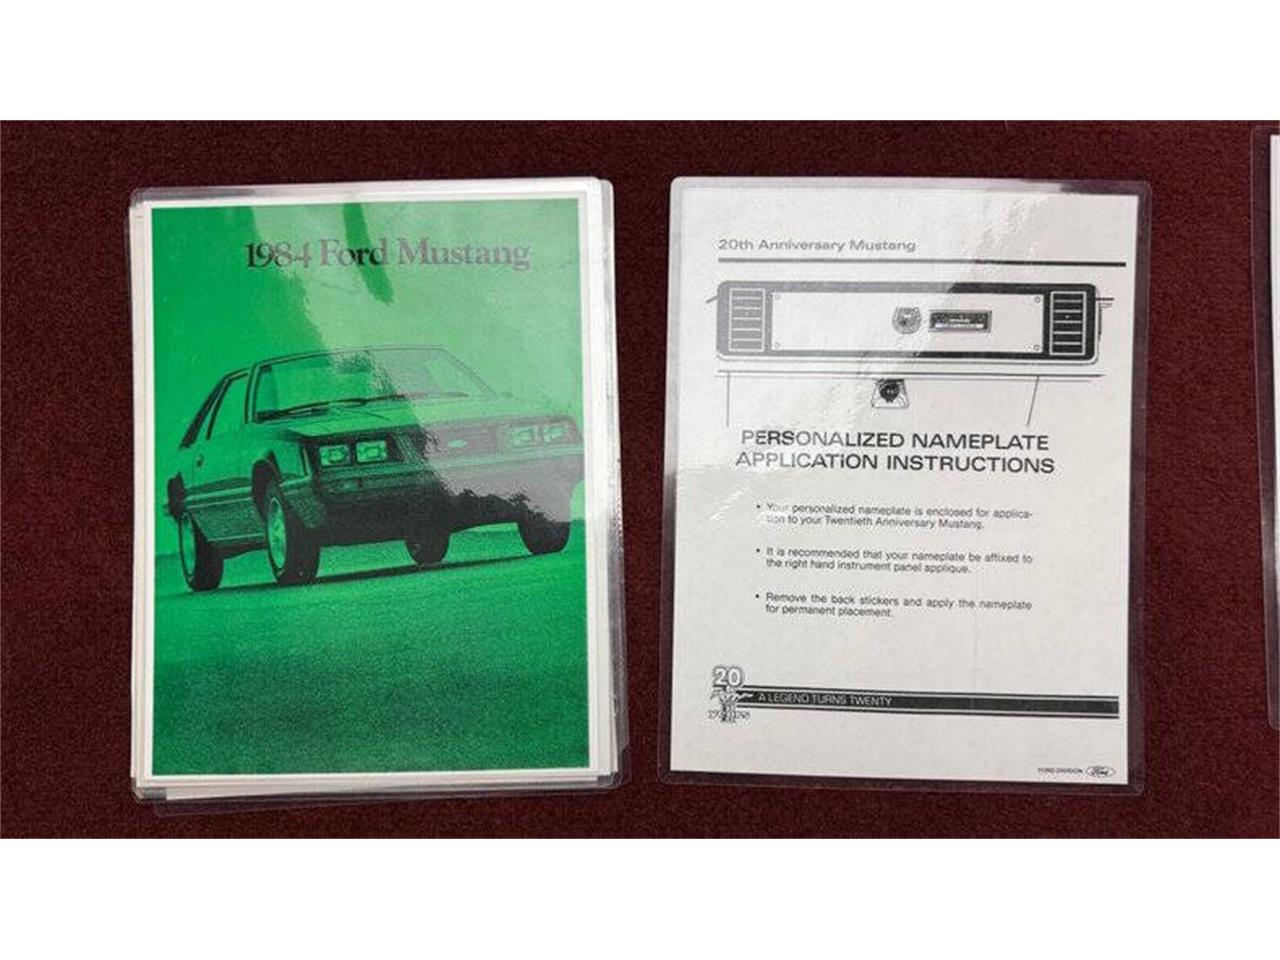 1984 Ford Mustang
20th Anniversary Mustang
PERSONALIZED NAMEPLATE
APPLICATION INSTRUCTIONS
• Your personalized nameplate is enclosed for applica-
tion to your Twentieth Anniversary Mustang.
• It is recommended that your nameplate be affixed to
the right hand instrument panel applique.
• Remove the back stickers and apply the nameplate
for permanent placement.
20
YEARS
A LEGEND TURNS TWENTY
FORD DIVISION Ford